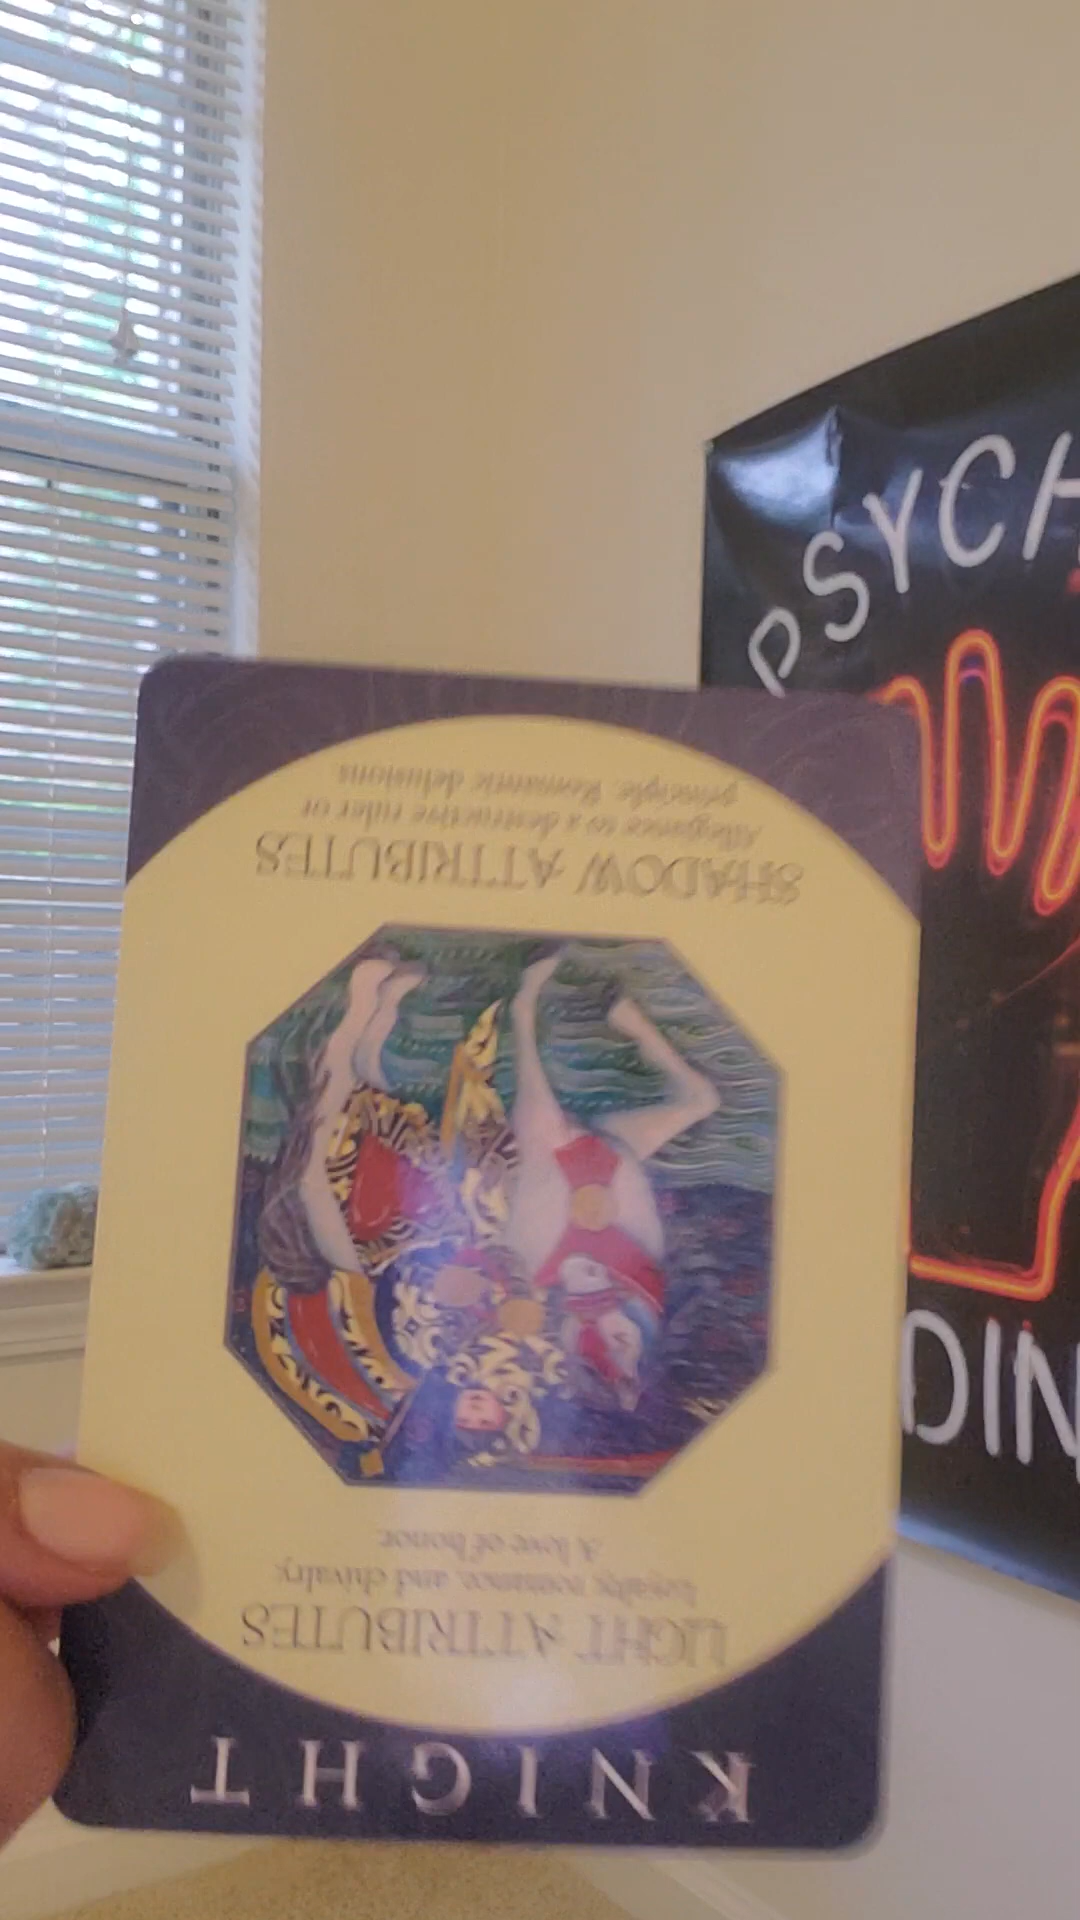 KNIGHT
LIGHT ATTRIBUTES
Loyalty, romance, and chivalry.
A love of honor.
SHADOW ATTRIBUTES
Allegiance to a destructive ruler or
principle. Romantic delusions.
PSYCH
DIN